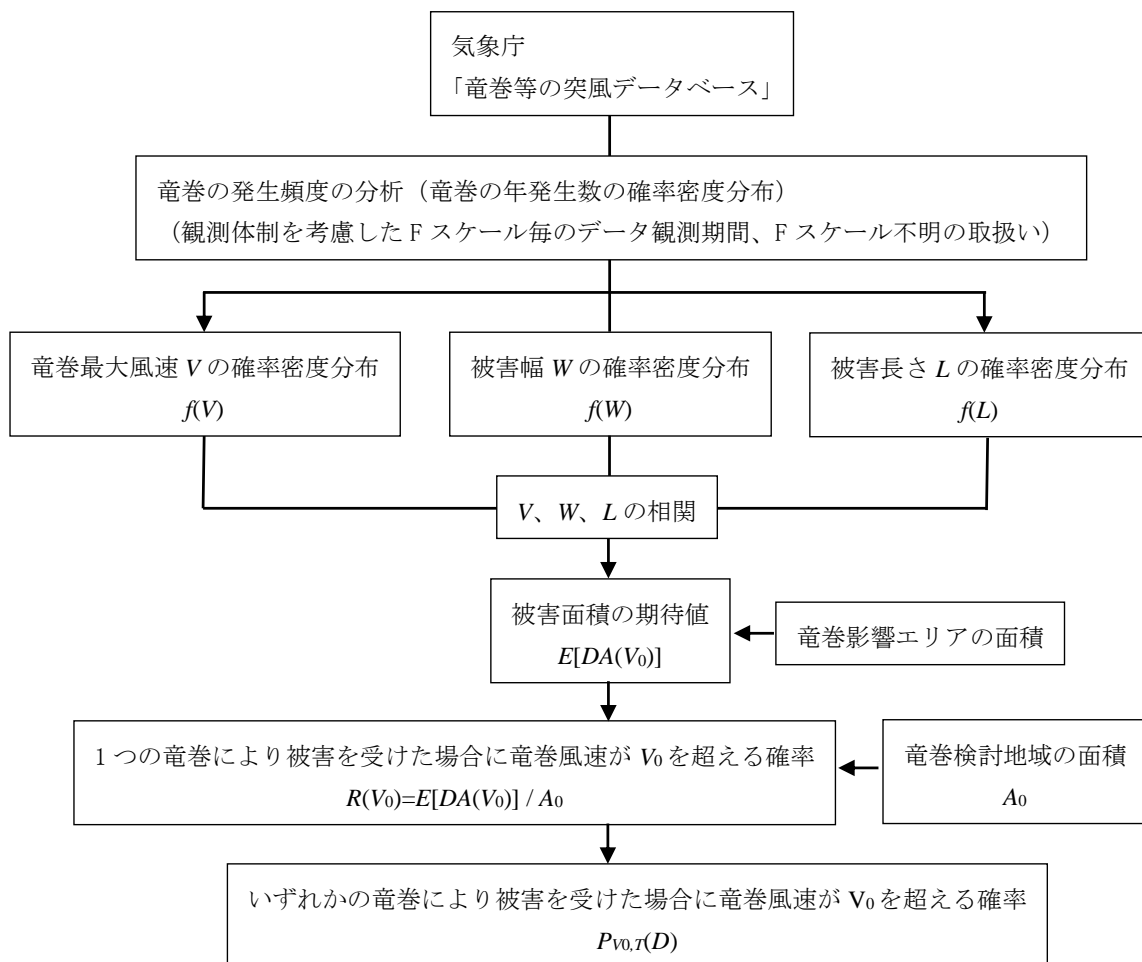 気象庁
「竜巻等の突風データベース」
竜巻の発生頻度の分析（竜巻の年発生数の確率密度分布）
（観測体制を考慮した F スケール毎のデータ観測期間、F スケール不明の取扱い）
竜巻最大風速 V の確率密度分布
f(V)
被害幅 W の確率密度分布
f(W)
被害長さ L の確率密度分布
f(L)
V、W、L の相関
被害面積の期待値
E[DA(V0)]
竜巻影響エリアの面積
1 つの竜巻により被害を受けた場合に竜巻風速が V0 を超える確率
R(V0)=E[DA(V0)] / A0
竜巻検討地域の面積
A0
いずれかの竜巻により被害を受けた場合に竜巻風速が V0 を超える確率
PV0,T(D)